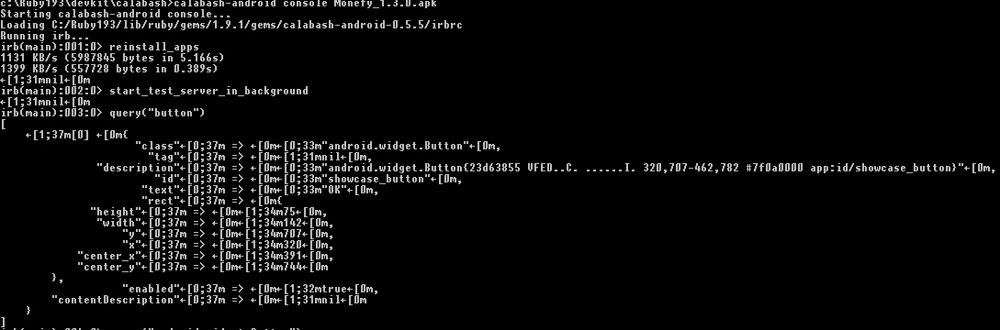 c:\Ruby193\devkit\calabash>calabash-android console Monefy_1.3.0.apk
Starting calabash-android console...
Loading C:/Ruby193/lib/ruby/gems/1.9.1/gems/calabash-android-0.5.5/irbrc
Running irb...
irb(main):001:0> reinstall_apps
1131 KB/s (5987845 bytes in 5.166s)
1399 KB/s (557728 bytes in 0.389s)
←[1;31mnil←[0m
irb(main):002:0> start_test_server_in_background
←[1;31mnil←[0m
irb(main):003:0> query("button")
[
←[1;37m[0] ←[0m{
"class"←[0;37m => ←[0m←[0;33m"android.widget.Button"←[0m,
"tag"←[0;37m => ←[0m←[1;31mnil←[0m,
"description"←[0;37m => ←[0m←[0;33m"android.widget.Button{23d63855 VFED..C. ......I. 320,707-462,782 #7f0a0000 app:id/showcase_button}"←[0m,
"id"←[0;37m => ←[0m←[0;33m"showcase_button"←[0m,
"text"←[0;37m => ←[0m←[0;33m"OK"←[0m,
"rect"←[0;37m => ←[0m{
"height"←[0;37m => ←[0m←[1;34m75←[0m,
"width"←[0;37m => ←[0m←[1;34m142←[0m,
"y"←[0;37m => ←[0m←[1;34m707←[0m,
"x"←[0;37m => ←[0m←[1;34m320←[0m,
"center_x"←[0;37m => ←[0m←[1;34m391←[0m,
"center_y"←[0;37m => ←[0m←[1;34m744←[0m
},
"enabled"←[0;37m => ←[0m←[1;32mtrue←[0m,
"contentDescription"←[0;37m => ←[0m←[1;31mnil←[0m
}
]